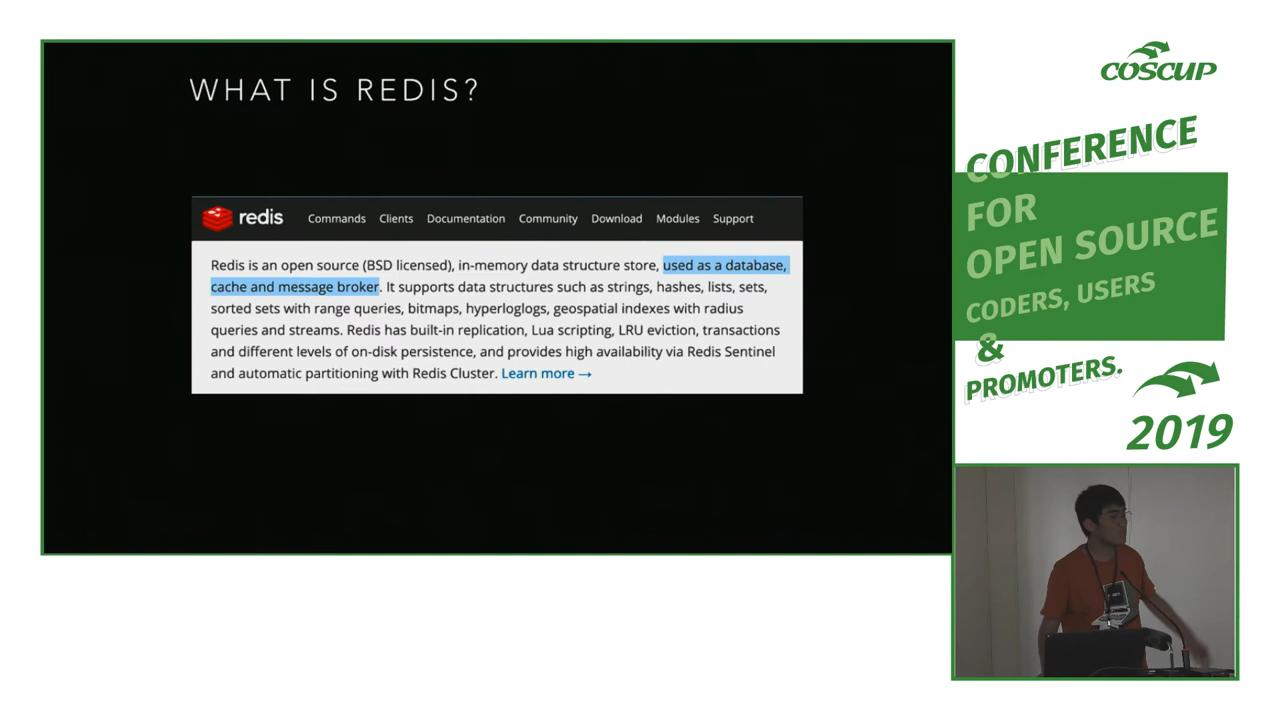 WHAT IS REDIS?
redis Commands Clients Documentation Community Download Modules Support
Redis is an open source (BSD licensed), in-memory data structure store, used as a database,
cache and message broker. It supports data structures such as strings, hashes, lists, sets,
sorted sets with range queries, bitmaps, hyperloglogs, geospatial indexes with radius
queries and streams. Redis has built-in replication, Lua scripting, LRU eviction, transactions
and different levels of on-disk persistence, and provides high availability via Redis Sentinel
and automatic partitioning with Redis Cluster. Learn more →
COSCUP
CONFERENCE
FOR
OPEN SOURCE
CODERS, USERS
&
PROMOTERS.
2019